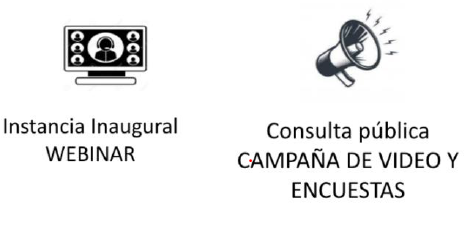 Instancia Inaugural
WEBINAR
Consulta pública
CAMPAÑA DE VIDEO Y
ENCUESTAS